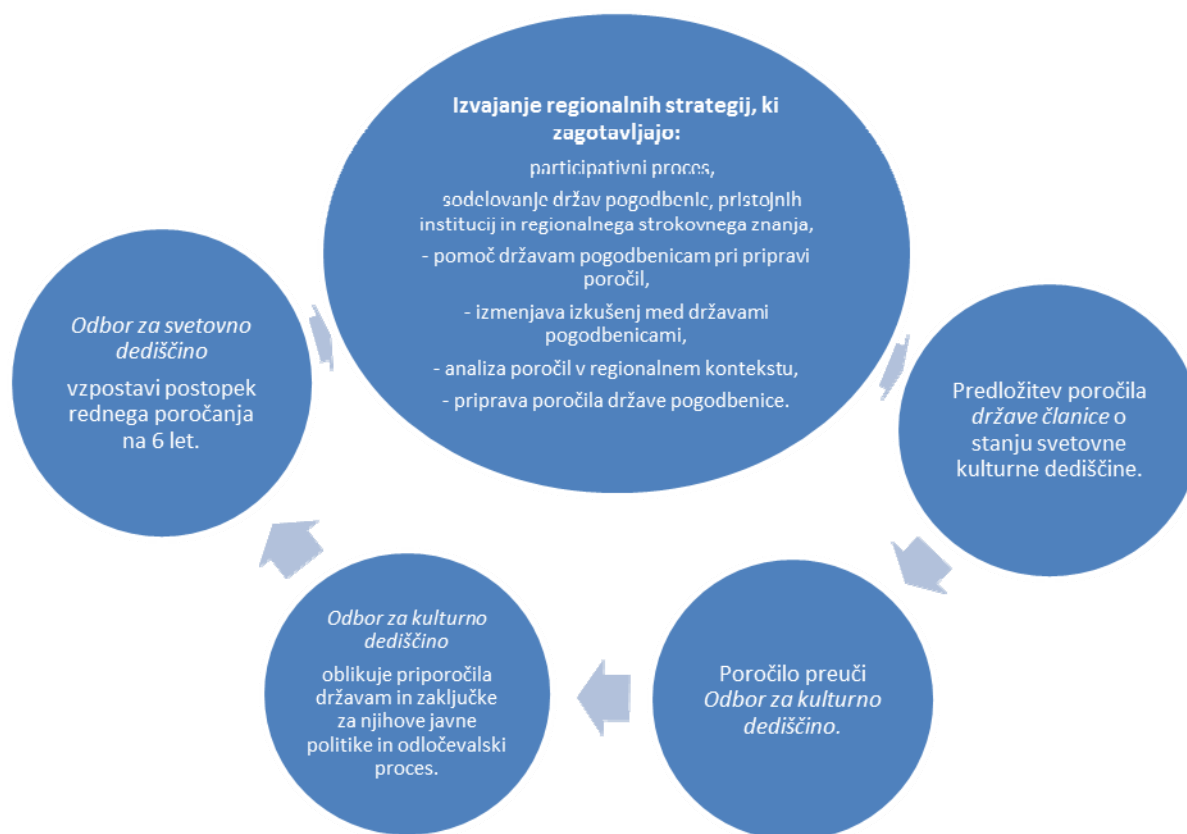 Izvajanje regionalnih strategij, ki
zagotavljajo:
participativni proces,
sodelovanje držav pogodbenic, pristojnih
institucij in regionalnega strokovnega znanja,
- pomoč državam pogodbenicam pri pripravi
poročil,
- izmenjava izkušenj med državami
pogodbenicami,
- analiza poročil v regionalnem kontekstu,
- priprava poročila države pogodbenice.
Predložitev poročila
države članice o
stanju svetovne
kulturne dediščine.
Poročilo preuči
Odbor za kulturno
dediščino.
Odbor za kulturno
dediščino
oblikuje priporočila
državam in zaključke
za njihove javne
politike in odločevalski
proces.
Odbor za svetovno
dediščino
vzpostavi postopek
rednega poročanja
na 6 let.